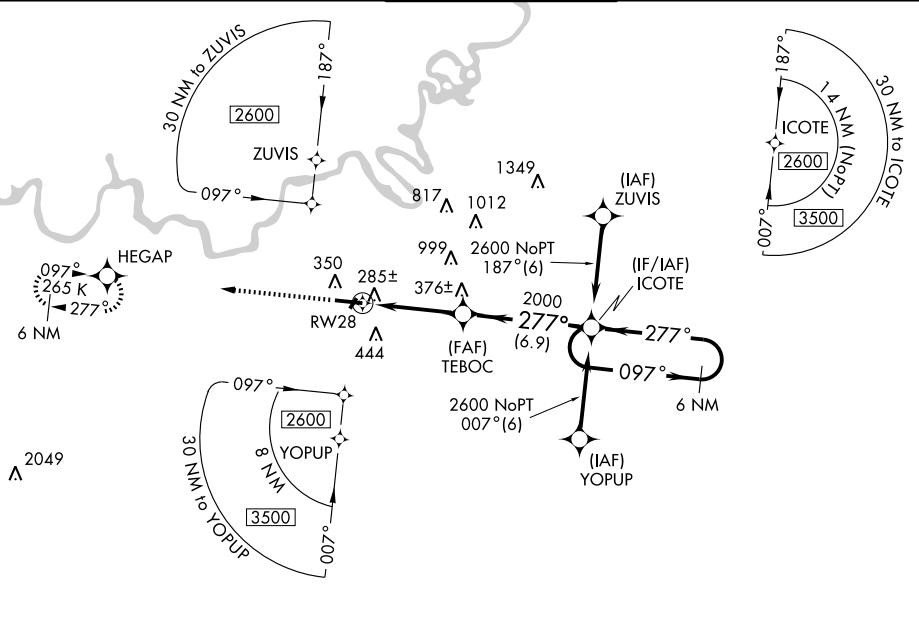 30 NM to ZUVIS
187°
2600
ZUVIS
097°
187°
30 NM to ICOTE
14 NM (NoPT)
ICOTE
2600
3500
007°
1349
817
1012
999
(IAF)
ZUVIS
2600 NoPT
187°(6)
HEGAP
097°
265 K
277°
6 NM
350
285±
376±
RW28
444
(FAF)
TEBOC
2000
277°
(6.9)
(IF/IAF)
ICOTE
277°
097°
6 NM
2600 NoPT
007°(6)
(IAF)
YOPUP
097°
2600
YOPUP
8 NM
3500
30 NM to YOPUP
007°
2049